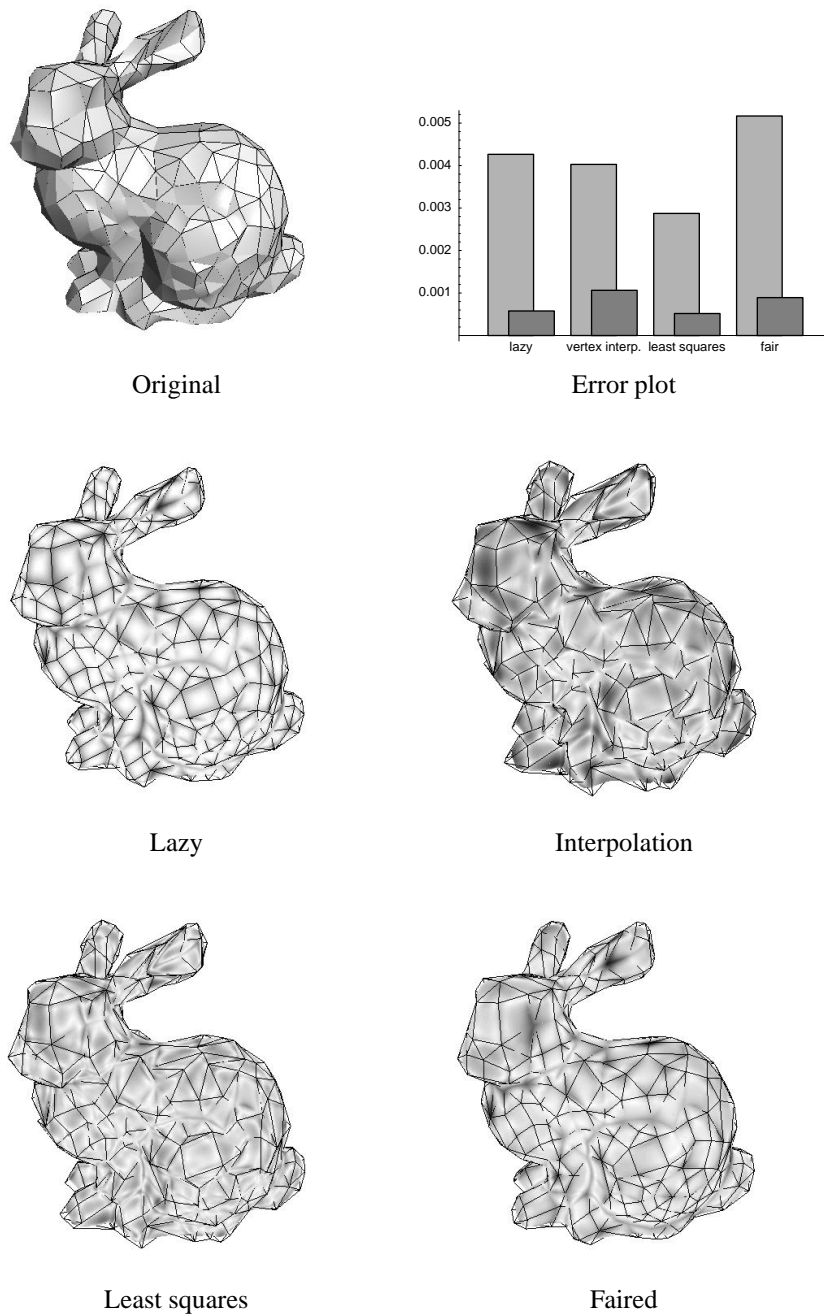 0.005
0.004
0.003
0.002
0.001
lazy vertex interp. least squares fair
Original Error plot
Lazy Interpolation
Least squares Faired